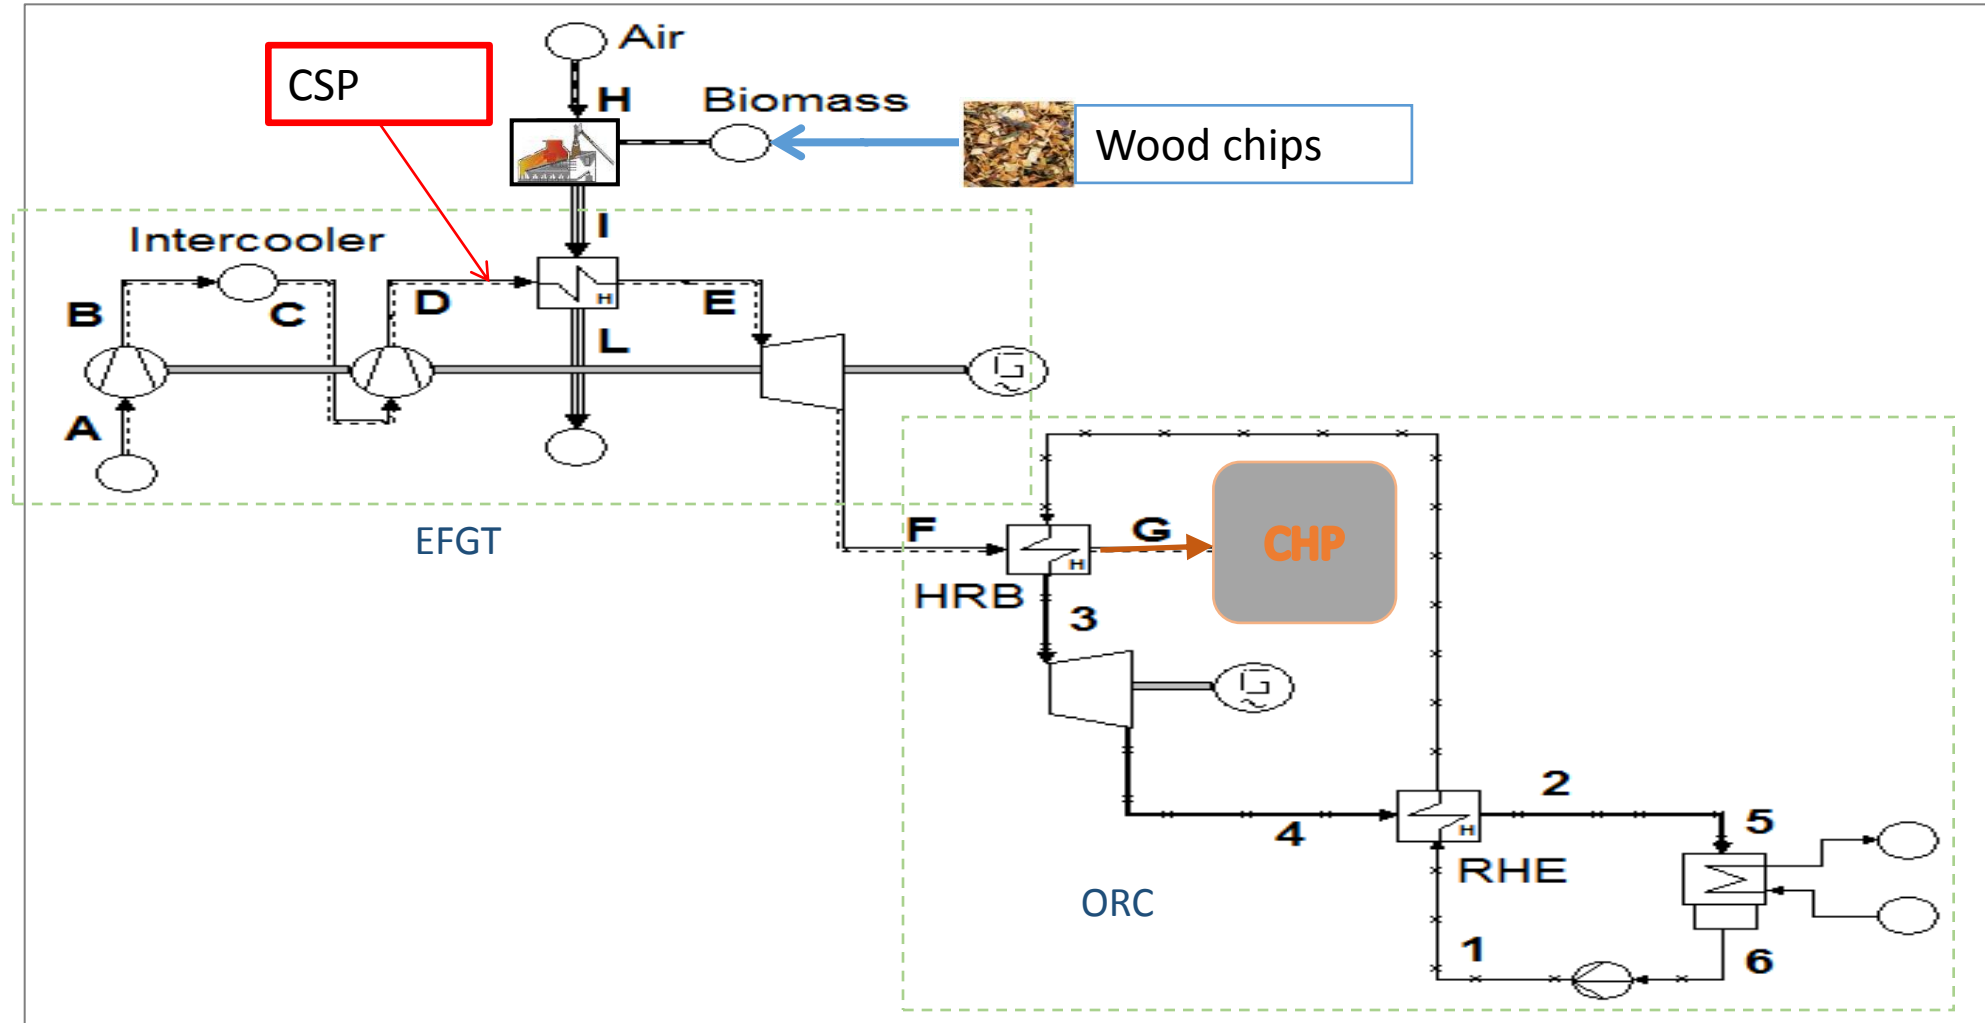 Air
CSP
H
Biomass
Wood chips
I
Intercooler
B
C
D
H
E
L
G
A
EFGT
F
G
CHP
H
HRB
3
G
2
5
4
H
RHE
ORC
1
6